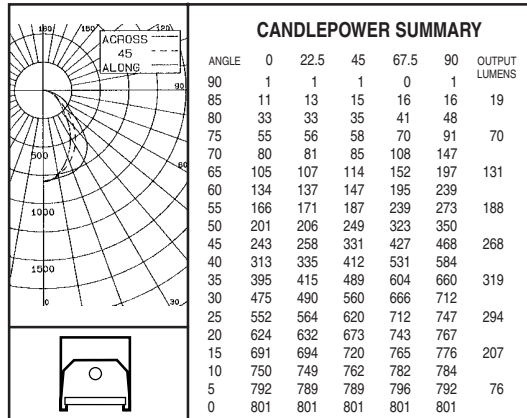 180
150
ACROSS
45
ALONG
90
60
500
1000
1500
0
30
CANDLEPOWER SUMMARY
ANGLE 0 22.5 45 67.5 90 OUTPUT LUMENS
90 1 1 1 0 1
85 11 13 15 16 16 19
80 33 33 35 41 48
75 55 56 58 70 91 70
70 80 81 85 108 147
65 105 107 114 152 197 131
60 134 137 147 195 239
55 166 171 187 239 273 188
50 201 206 249 323 350
45 243 258 331 427 468 268
40 313 335 412 531 584
35 395 415 489 604 660 319
30 475 490 560 666 712
25 552 564 620 712 747 294
20 624 632 673 743 767
15 691 694 720 765 776 207
10 750 749 762 782 784
5 792 789 789 796 792 76
0 801 801 801 801 801